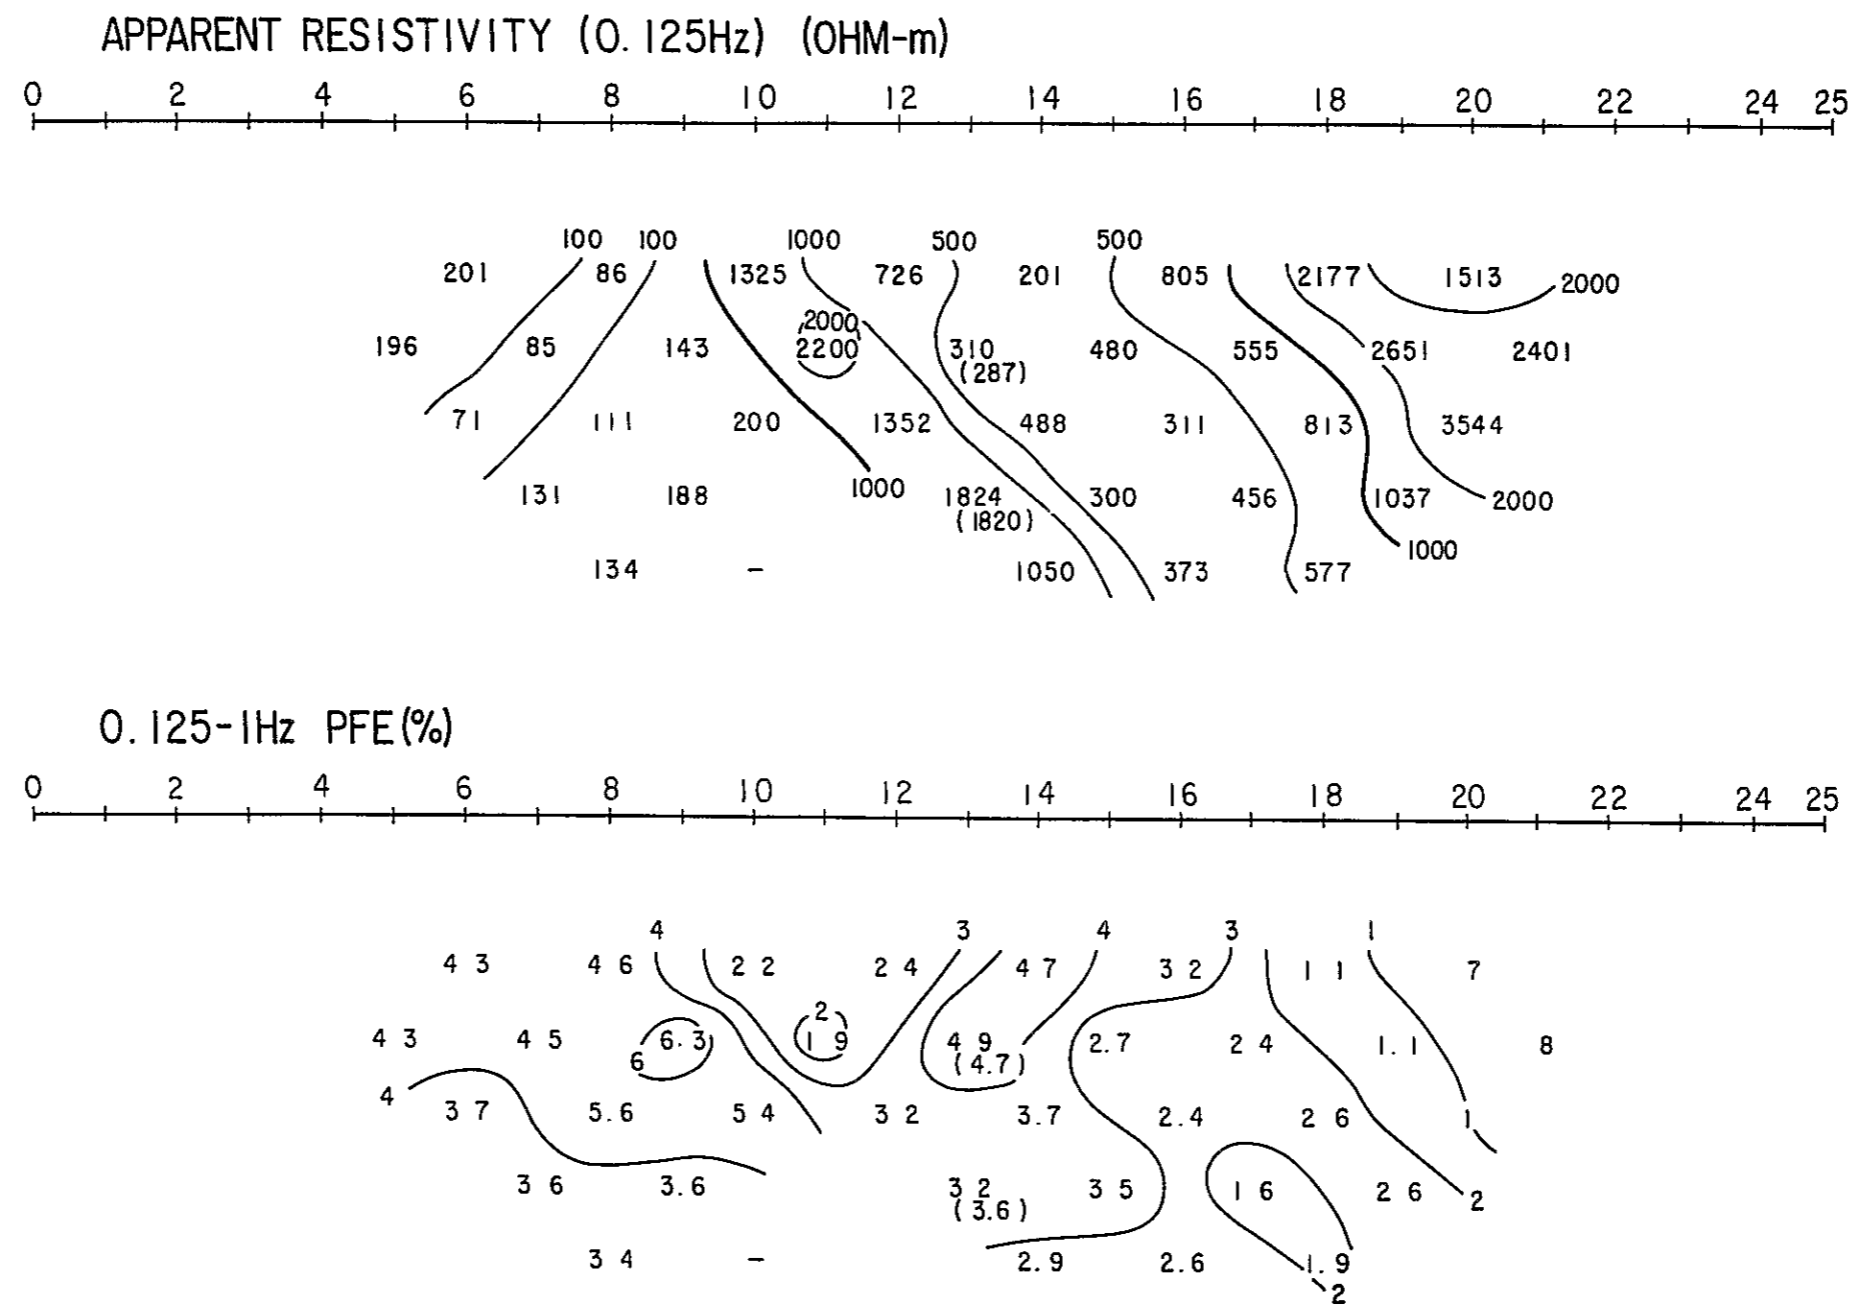 APPARENT RESISTIVITY (0.125Hz) (OHM-m)
0 2 4 6 8 10 12 14 16 18 20 22 24 25
100 100 1000 500 500
201 86 1325 726 201 805 2177 1513 2000
2000
196 85 143 2200 310 480 555 2651 2401
(287)
71 111 200 1352 488 311 813 3544
131 188 1000 1824 300 456 1037 2000
(1820)
1000
134 - 1050 373 577
0.125-1Hz PFE(%)
0 2 4 6 8 10 12 14 16 18 20 22 24 25
4 3 4 3 1
4 3 4 6 2 2 2 4 4 7 3 2 1 1 7
2
4 3 4 5 6.3 1 9 4 9 2.7 2 4 1.1 8
6 (4.7)
4
3 7 5.6 5 4 3 2 3.7 2.4 2 6 1
3 6 3.6 3 2 3 5 1 6 2 6 2
(3.6)
3 4 - 2.9 2.6 1.9
2